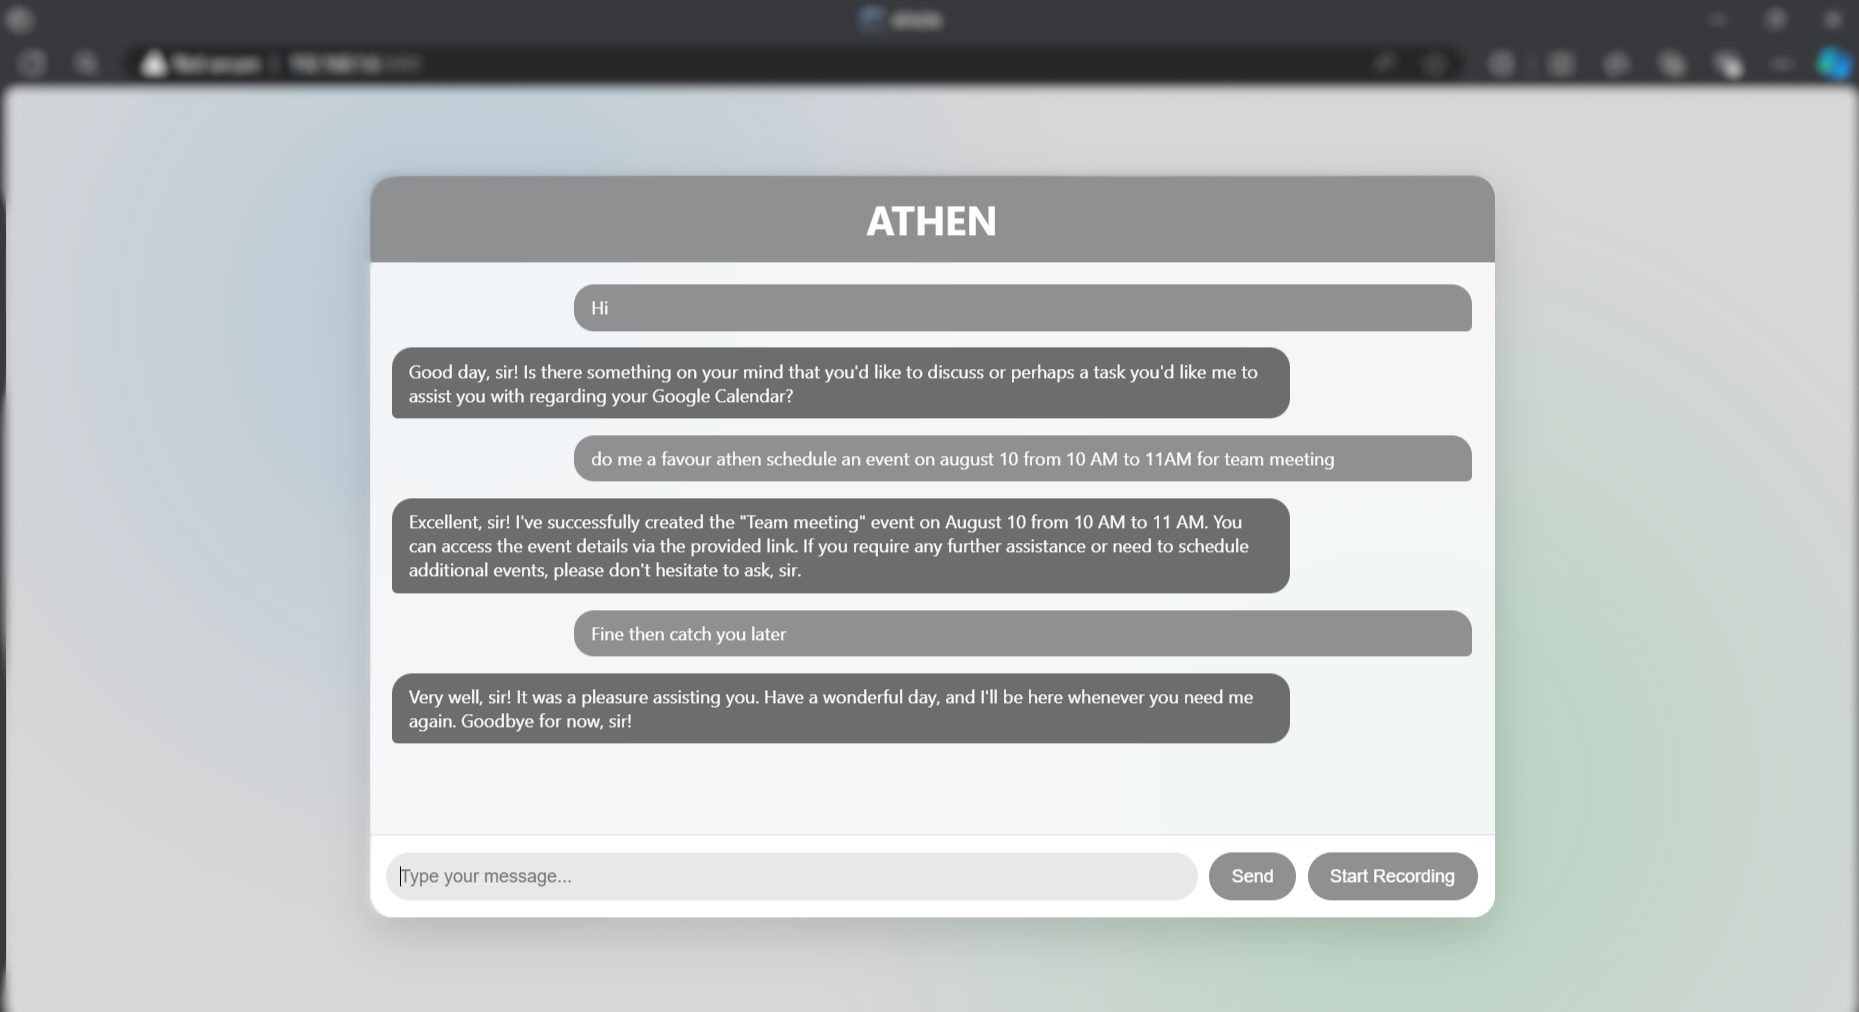 ATHEN
Hi
Good day, sir! Is there something on your mind that you'd like to discuss or perhaps a task you'd like me to
assist you with regarding your Google Calendar?
do me a favour athen schedule an event on august 10 from 10 AM to 11AM for team meeting
Excellent, sir! I've successfully created the "Team meeting" event on August 10 from 10 AM to 11 AM. You
can access the event details via the provided link. If you require any further assistance or need to schedule
additional events, please don't hesitate to ask, sir.
Fine then catch you later
Very well, sir! It was a pleasure assisting you. Have a wonderful day, and I'll be here whenever you need me
again. Goodbye for now, sir!
Type your message...
Send
Start Recording